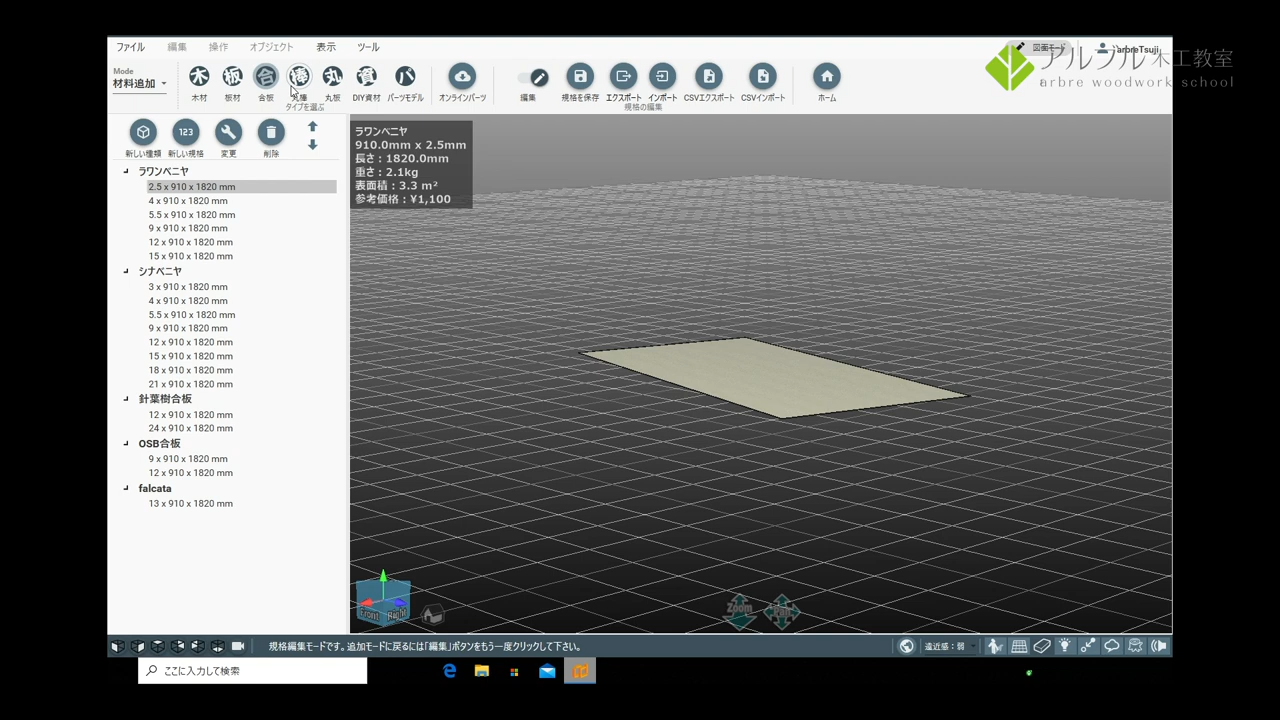 ファイル 編集 操作 オブジェクト 表示 ツール
図面モード arbreTsuji
アルブル木工教室
arbre woodwork school
Mode
材料追加
木 板 合 棒 丸 資 パ
木材 板材 合板 丸棒 丸板 DIY資材 パーツモデル オンラインパーツ 編集 規格を保存 エクスポート インポート CSVエクスポート CSVインポート ホーム
タイプを選ぶ 規格の編集
123
新しい種類 新しい規格 変更 削除
ラワンベニヤ
2.5 x 910 x 1820 mm
4 x 910 x 1820 mm
5.5 x 910 x 1820 mm
9 x 910 x 1820 mm
12 x 910 x 1820 mm
15 x 910 x 1820 mm
シナベニヤ
3 x 910 x 1820 mm
4 x 910 x 1820 mm
5.5 x 910 x 1820 mm
9 x 910 x 1820 mm
12 x 910 x 1820 mm
15 x 910 x 1820 mm
18 x 910 x 1820 mm
21 x 910 x 1820 mm
針葉樹合板
12 x 910 x 1820 mm
24 x 910 x 1820 mm
OSB合板
9 x 910 x 1820 mm
12 x 910 x 1820 mm
falcata
13 x 910 x 1820 mm
ラワンベニヤ
910.0mm x 2.5mm
長さ：1820.0mm
重さ：2.1kg
表面積：3.3 m²
参考価格：¥1,100
Front Right
Zoom Pan
規格編集モードです。追加モードに戻るには「編集」ボタンをもう一度クリックして下さい。
遠近感：弱
ここに入力して検索